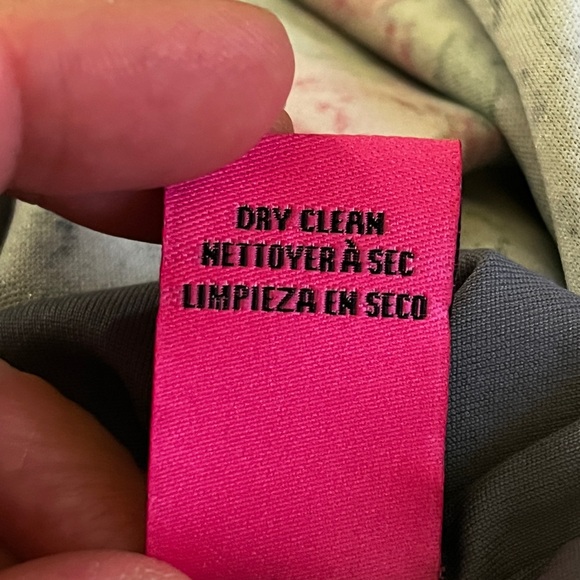 DRY CLEAN
NETTOYER À SEC
LIMPIEZA EN SECO